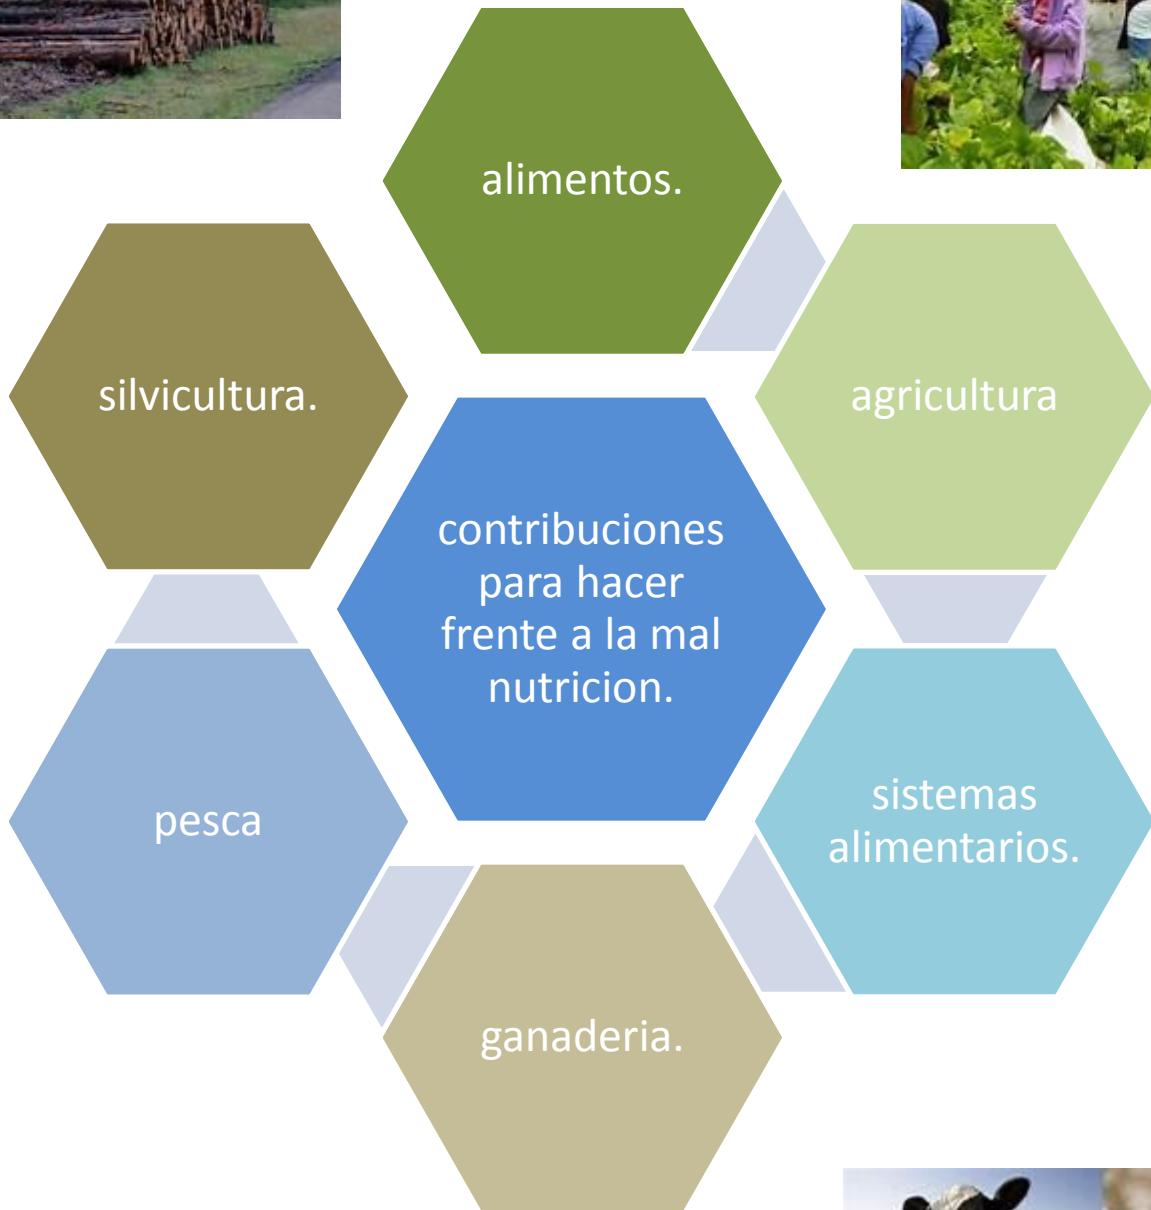 alimentos.
silvicultura.
agricultura
contribuciones
para hacer
frente a la mal
nutricion.
pesca
sistemas
alimentarios.
ganaderia.